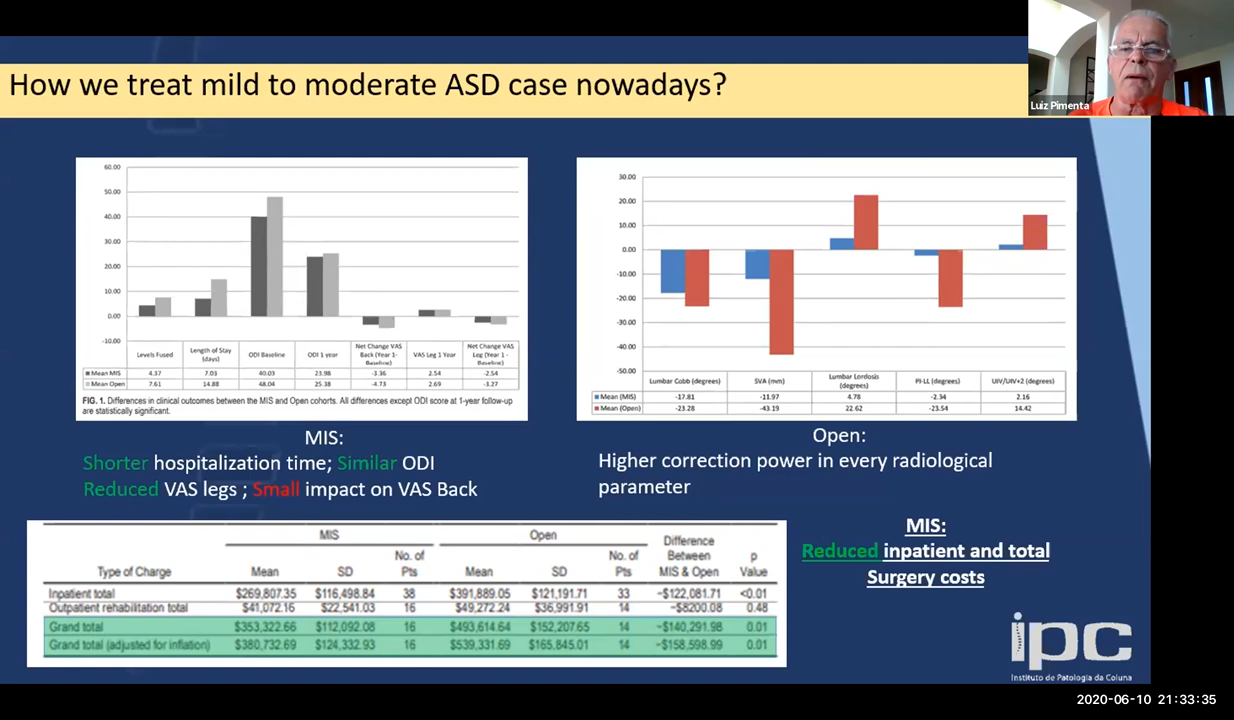 How we treat mild to moderate ASD case nowadays?
Luiz Pimenta
60.00
50.00
40.00
30.00
20.00
10.00
0.00
-10.00
Levels Fused
Length of Stay (days)
ODI Baseline
ODI 1 year
Net Change VAS Back (Year 1-Baseline)
VAS Leg 1 Year
Net Change VAS Leg (Year 1 - Baseline)
Mean MIS 4.37 7.03 40.03 23.98 -3.36 2.54 -2.54
Mean Open 7.61 14.88 48.04 25.38 -4.73 2.69 -3.27
FIG. 1. Differences in clinical outcomes between the MIS and Open cohorts. All differences except ODI score at 1-year follow-up
are statistically significant.
30.00
20.00
10.00
0.00
-10.00
-20.00
-30.00
-40.00
-50.00
Lumbar Cobb (degrees)
SVA (mm)
Lumbar Lordosis (degrees)
PI-LL (degrees)
UIV/UIV+2 (degrees)
Mean (MIS) -17.81 -11.97 4.78 -2.34 2.16
Mean (Open) -23.28 -43.19 22.62 -23.54 14.42
MIS:
Shorter hospitalization time; Similar ODI
Reduced VAS legs ; Small impact on VAS Back
Open:
Higher correction power in every radiological
parameter
MIS Open Difference Between MIS & Open p Value
Type of Charge Mean SD No. of Pts Mean SD No. of Pts
Inpatient total $269,807.35 $116,498.84 38 $391,889.05 $121,191.71 33 −$122,081.71 <0.01
Outpatient rehabilitation total $41,072.16 $22,541.03 16 $49,272.24 $36,991.91 14 −$8200.08 0.48
Grand total $353,322.66 $112,092.08 16 $493,614.64 $152,207.65 14 −$140,291.98 0.01
Grand total (adjusted for inflation) $380,732.69 $124,332.93 16 $539,331.69 $165,845.01 14 −$158,598.99 0.01
MIS:
Reduced inpatient and total
Surgery costs
ipc
Instituto de Patologia da Coluna
2020-06-10 21:33:35